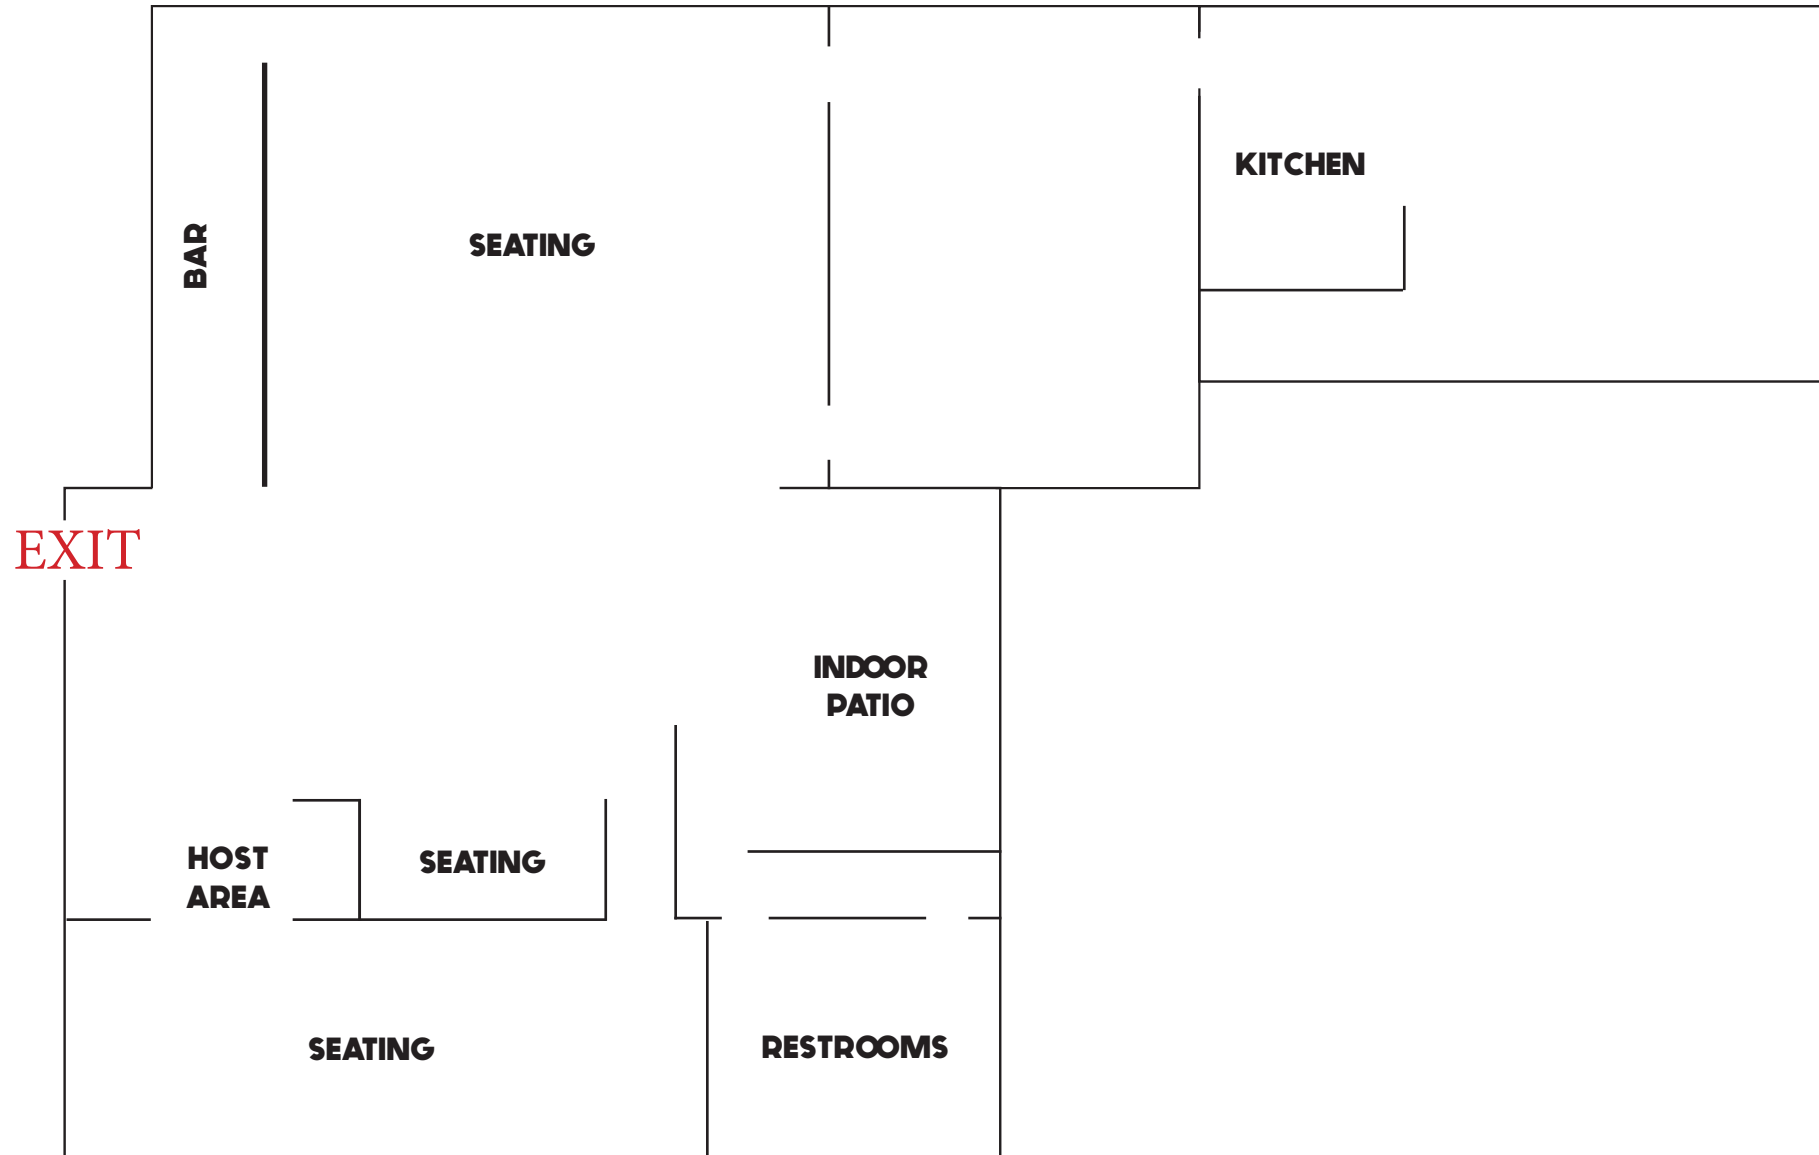 KITCHEN
BAR
SEATING
EXIT
INDOOR
PATIO
HOST
AREA
SEATING
SEATING
RESTROOMS